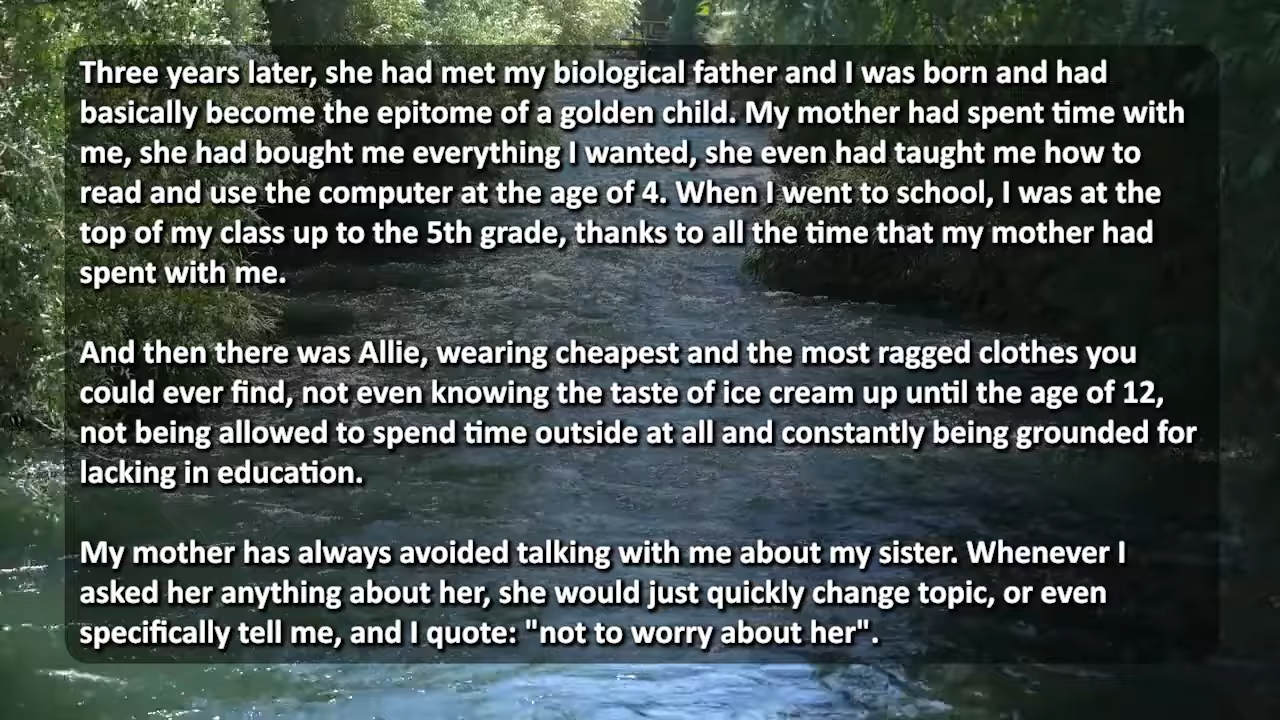 Three years later, she had met my biological father and I was born and had
basically become the epitome of a golden child. My mother had spent time with
me, she had bought me everything I wanted, she even had taught me how to
read and use the computer at the age of 4. When I went to school, I was at the
top of my class up to the 5th grade, thanks to all the time that my mother had
spent with me.
And then there was Allie, wearing cheapest and the most ragged clothes you
could ever find, not even knowing the taste of ice cream up until the age of 12,
not being allowed to spend time outside at all and constantly being grounded for
lacking in education.
My mother has always avoided talking with me about my sister. Whenever I
asked her anything about her, she would just quickly change topic, or even
specifically tell me, and I quote: "not to worry about her".